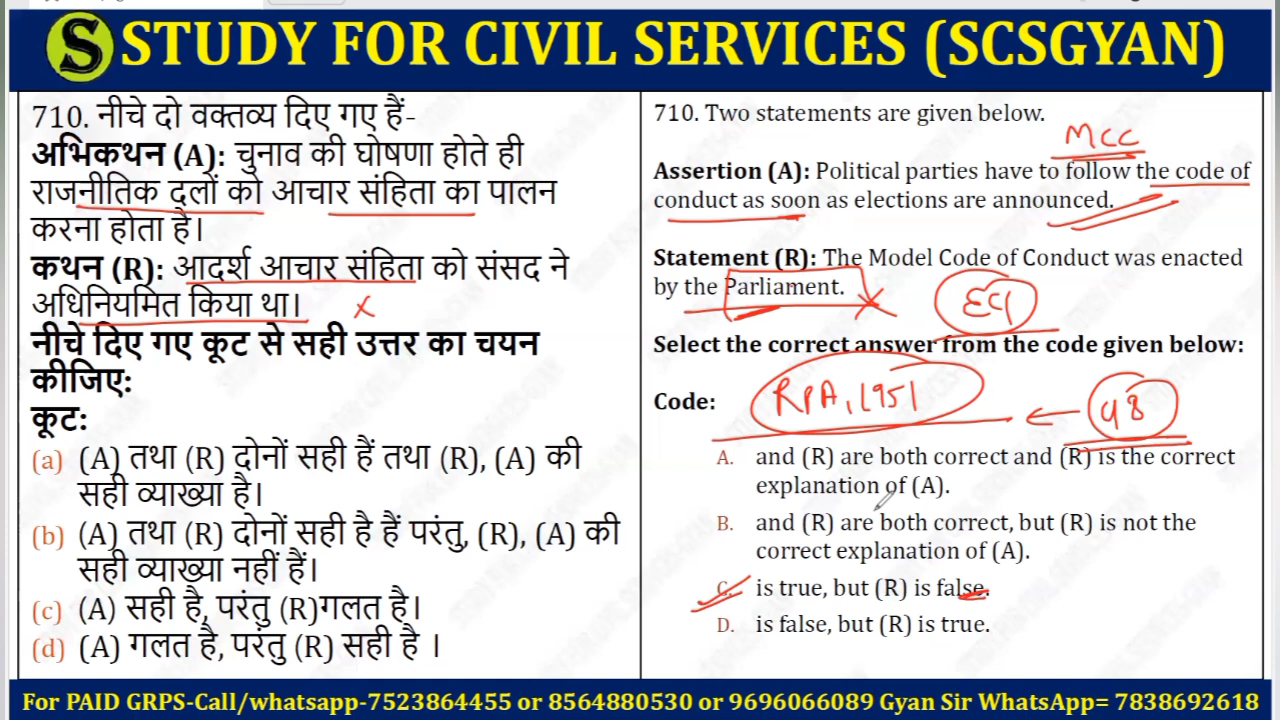 S STUDY FOR CIVIL SERVICES (SCSGYAN)
710. नीचे दो वक्तव्य दिए गए हैं-
अभिकथन (A): चुनाव की घोषणा होते ही
राजनीतिक दलों को आचार संहिता का पालन
करना होता है।
कथन (R): आदर्श आचार संहिता को संसद ने
अधिनियमित किया था।
नीचे दिए गए कूट से सही उत्तर का चयन
कीजिए:
कूट:
(a) (A) तथा (R) दोनों सही हैं तथा (R), (A) की
सही व्याख्या है।
(b) (A) तथा (R) दोनों सही है हैं परंतु, (R), (A) की
सही व्याख्या नहीं हैं।
(c) (A) सही है, परंतु (R)गलत है।
(d) (A) गलत है, परंतु (R) सही है ।
710. Two statements are given below.
MCC
Assertion (A): Political parties have to follow the code of
conduct as soon as elections are announced.
Statement (R): The Model Code of Conduct was enacted
by the Parliament.
ECI
Select the correct answer from the code given below:
Code:
RPA, 1951
A. and (R) are both correct and (R) is the correct
explanation of (A).
B. and (R) are both correct, but (R) is not the
correct explanation of (A).
C. is true, but (R) is false.
D. is false, but (R) is true.
For PAID GRPS-Call/whatsapp-7523864455 or 8564880530 or 9696066089 Gyan Sir WhatsApp= 7838692618